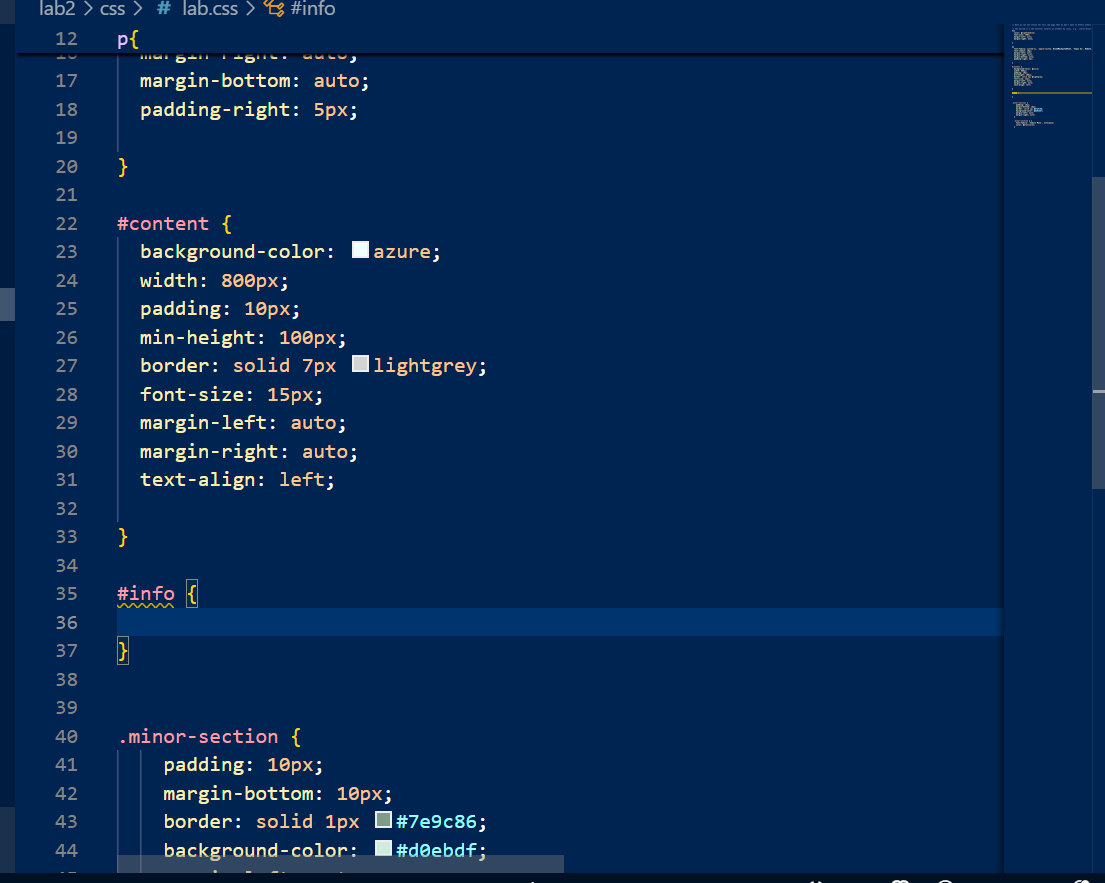 lab2 > css > # lab.css > #info
12 p{
margin-right: auto;
17 margin-bottom: auto;
18 padding-right: 5px;
19
20 }
21
22 #content {
23 background-color: azure;
24 width: 800px;
25 padding: 10px;
26 min-height: 100px;
27 border: solid 7px lightgrey;
28 font-size: 15px;
29 margin-left: auto;
30 margin-right: auto;
31 text-align: left;
32
33 }
34
35 #info {
36
37 }
38
39
40 .minor-section {
41 padding: 10px;
42 margin-bottom: 10px;
43 border: solid 1px #7e9c86;
44 background-color: #d0ebdf;